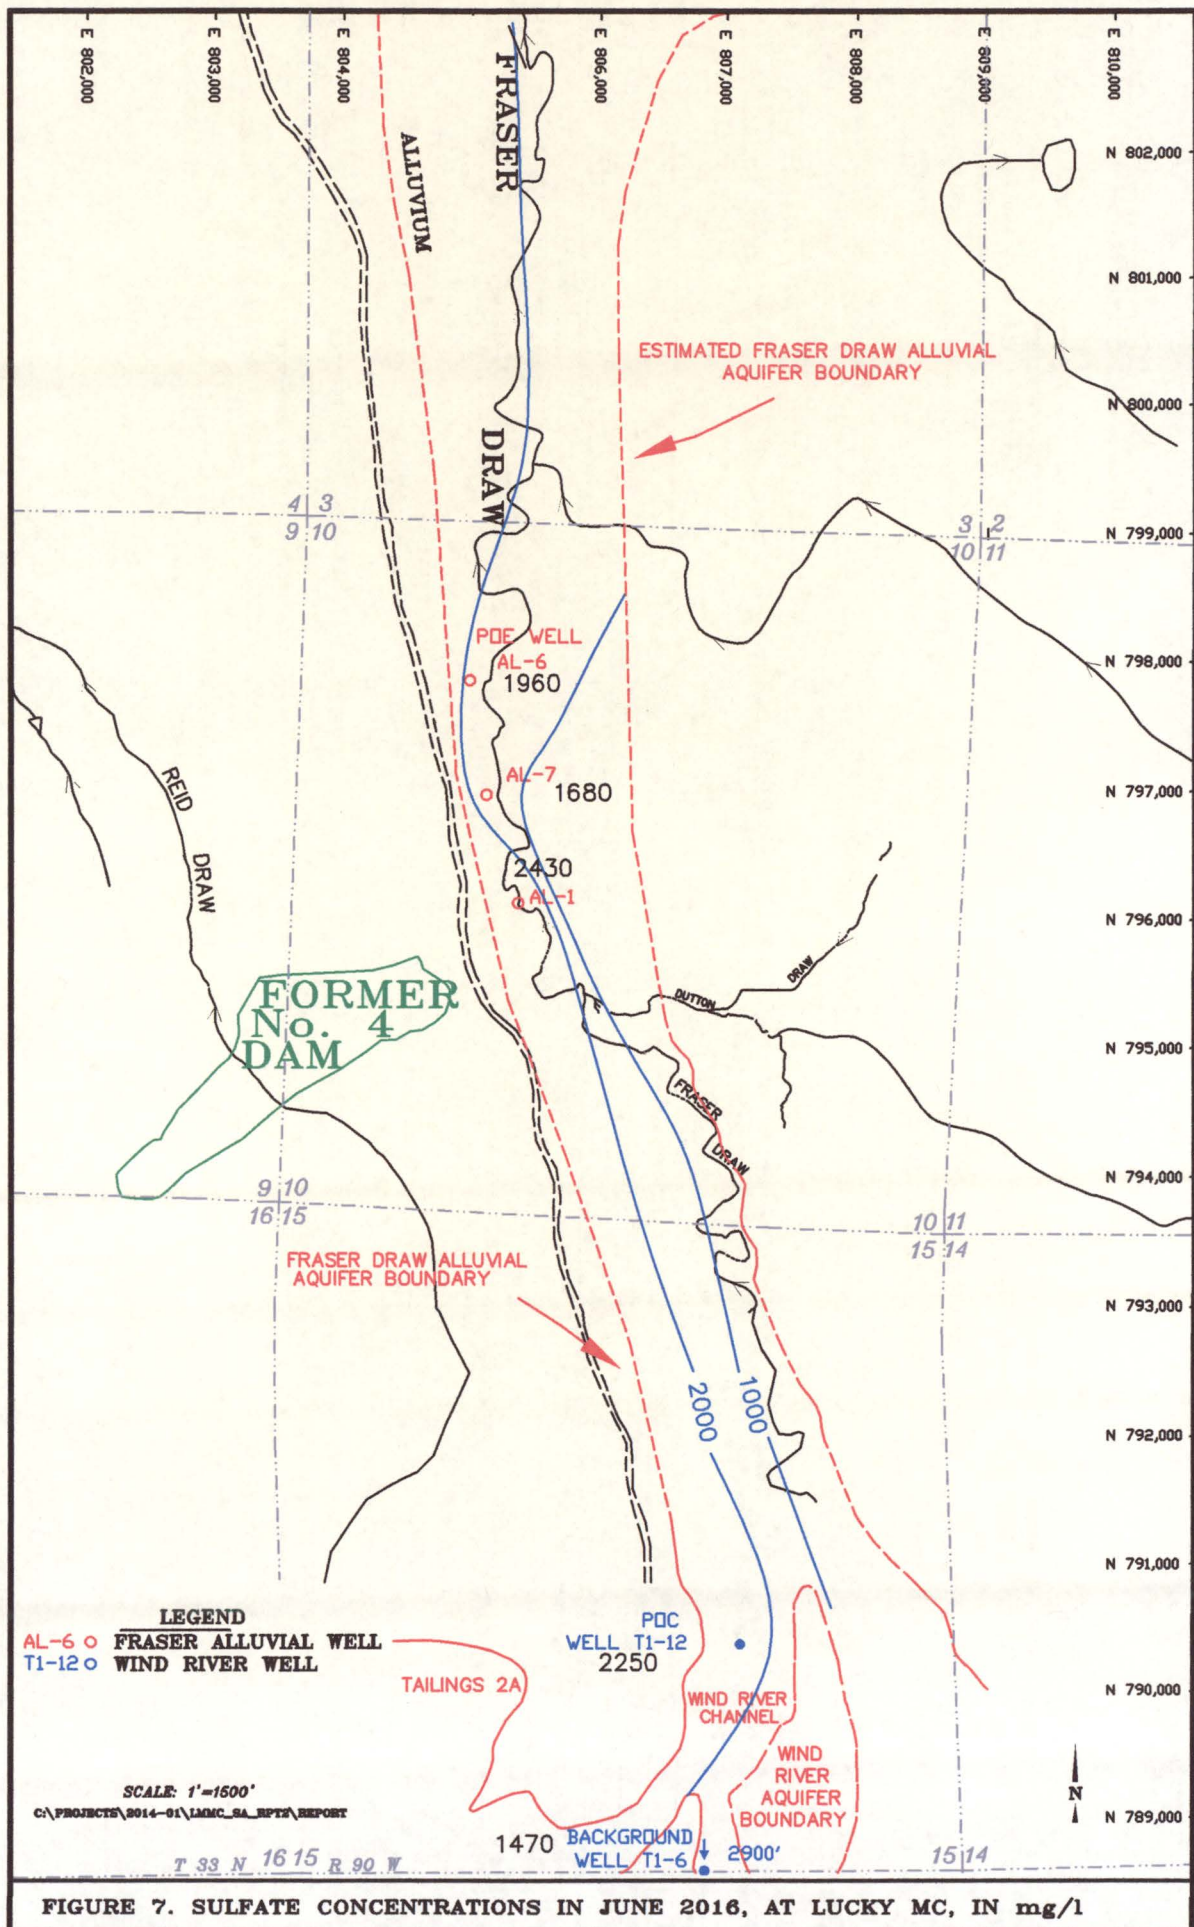 E 802,000
E 803,000
E 804,000
E 806,000
E 807,000
E 808,000
E 809,000
E 810,000
N 802,000
FRASER
ALLUVIUM
N 801,000
ESTIMATED FRASER DRAW ALLUVIAL
AQUIFER BOUNDARY
N 800,000
DRAW
4 3
9 10
3 2
10 11
N 799,000
POE WELL
AL-6
1960
N 798,000
REID
DRAW
AL-7
1680
N 797,000
2430
AL-1
N 796,000
DRAW
DUTTON
FORMER
No. 4
DAM
N 795,000
FRASER
DRAW
N 794,000
9 10
16 15
10 11
15 14
FRASER DRAW ALLUVIAL
AQUIFER BOUNDARY
N 793,000
2000
1000
N 792,000
N 791,000
LEGEND
AL-6 FRASER ALLUVIAL WELL
T1-12 WIND RIVER WELL
POC
WELL T1-12
2250
TAILINGS 2A
WIND RIVER
CHANNEL
N 790,000
WIND
RIVER
AQUIFER
BOUNDARY
N
SCALE: 1"=1500'
C:\PROJECTS\2014-01\LMMC_SA_RPTS\REPORT
N 789,000
1470
BACKGROUND
WELL T1-6
2900'
T 33 N 16 15 R 90 W
15 14
FIGURE 7. SULFATE CONCENTRATIONS IN JUNE 2016, AT LUCKY MC, IN mg/l